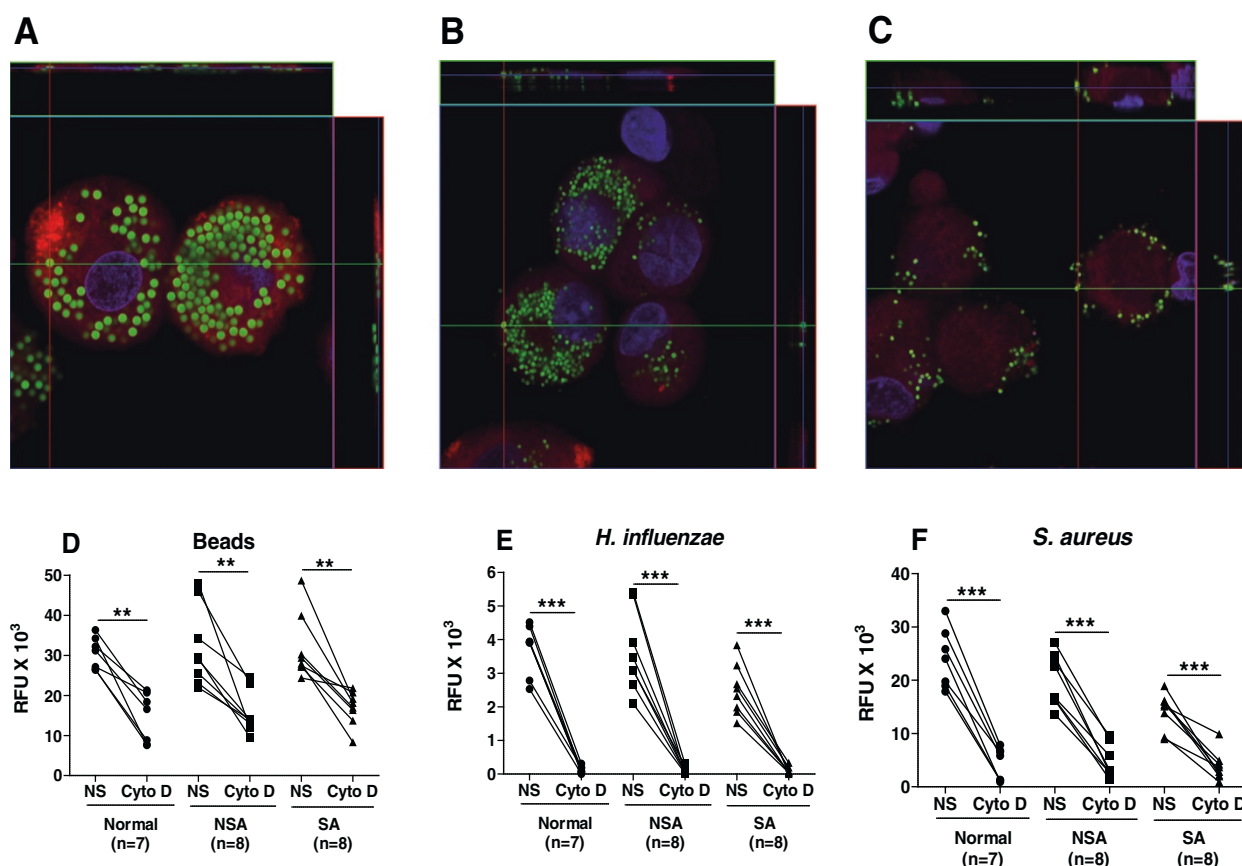 A
B
C
D
Beads
RFU X 10³
50
40
30
20
10
0
**
**
**
NS Cyto D NS Cyto D NS Cyto D
Normal NSA SA
(n=7) (n=8) (n=8)
E
H. influenzae
RFU X 10³
6
5
4
3
2
1
0
***
***
***
NS Cyto D NS Cyto D NS Cyto D
Normal NSA SA
(n=7) (n=8) (n=8)
F
S. aureus
RFU X 10³
40
30
20
10
0
***
***
***
NS Cyto D NS Cyto D NS Cyto D
Normal NSA SA
(n=7) (n=8) (n=8)